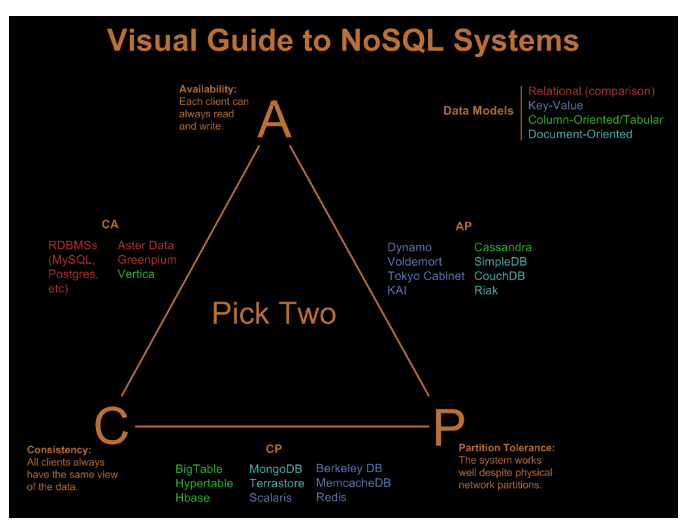 Visual Guide to NoSQL Systems
Availability:
Each client can
always read
and write.
A
Data Models
Relational (comparison)
Key-Value
Column-Oriented/Tabular
Document-Oriented
CA
RDBMSs
(MySQL,
Postgres,
etc)
Aster Data
Greenplum
Vertica
AP
Dynamo
Voldemort
Tokyo Cabinet
KAI
Cassandra
SimpleDB
CouchDB
Riak
Pick Two
C
P
Consistency:
All clients always
have the same view
of the data.
CP
BigTable
Hypertable
Hbase
MongoDB
Terrastore
Scalaris
Berkeley DB
MemcacheDB
Redis
Partition Tolerance:
The system works
well despite physical
network partitions.